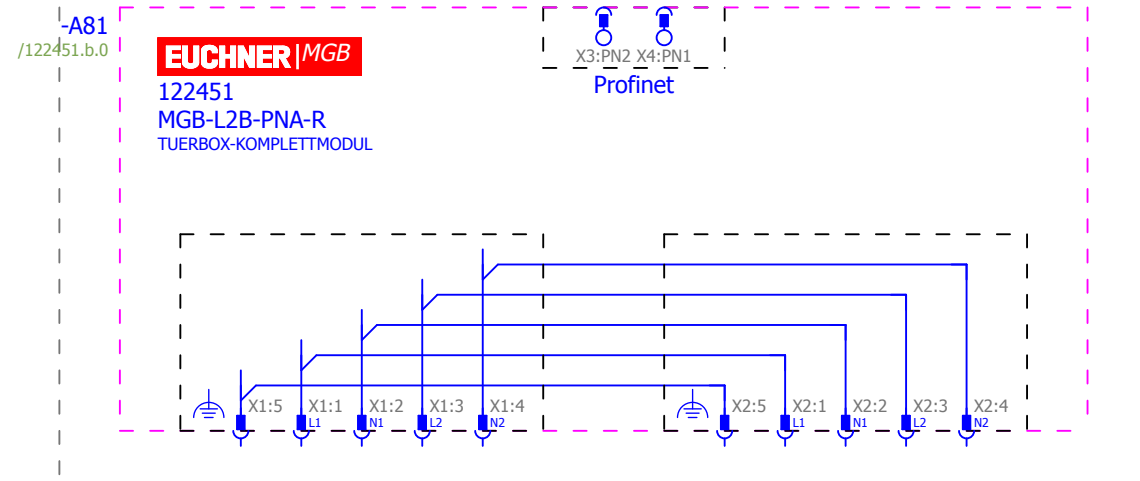 -A81
/122451.b.0
EUCHNER MGB
122451
MGB-L2B-PNA-R
TUERBOX-KOMPLETTMODUL
X3:PN2 X4:PN1
Profinet
X1:5 X1:1 X1:2 X1:3 X1:4 X2:5 X2:1 X2:2 X2:3 X2:4
L1 N1 L2 N2 L1 N1 L2 N2